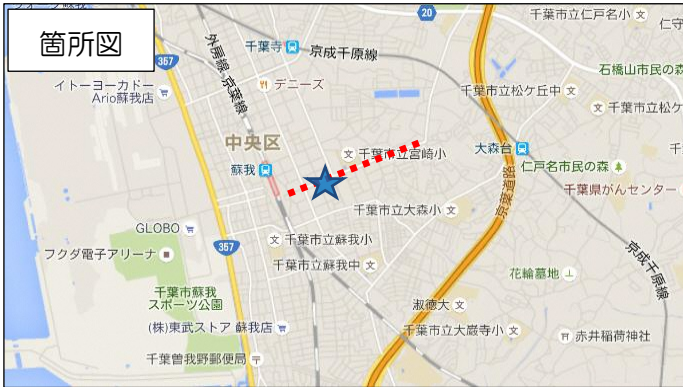 箇所図
20
千葉市立仁戸名小
仁守
千葉寺
京成千原線
357
外房線・京葉線
石橋山市民の森
イトーヨーカドー
Ario蘇我店
デニーズ
千葉市立松ケ丘中
千葉市立松ケ
中央区
千葉市立宮崎小
大森台
蘇我
仁戸名市民の森
千葉県がんセンター
京葉道路
千葉市立大森小
GLOBO
357
千葉市立蘇我小
フクダ電子アリーナ
千葉市立蘇我中
京成千原線
花輪墓地
千葉市蘇我
スポーツ公園
淑徳大
(株)東武ストア 蘇我店
千葉市立大巌寺小
赤井稲荷神社
千葉曽我野郵便局